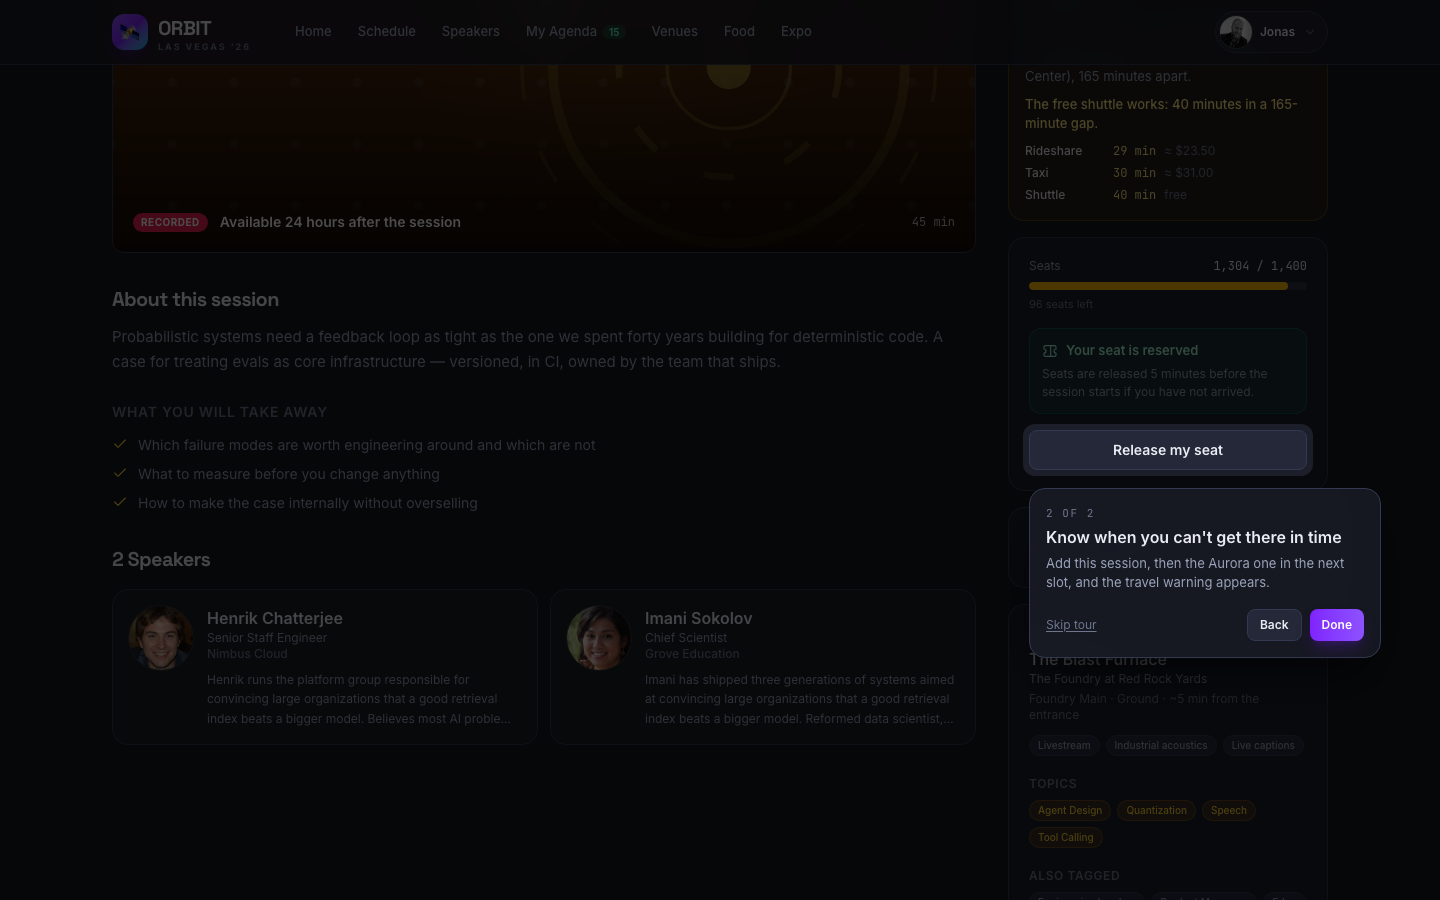 ORBIT
LAS VEGAS '26
Home
Schedule
Speakers
My Agenda 15
Venues
Food
Expo
Jonas
RECORDED Available 24 hours after the session
45 min
About this session
Probabilistic systems need a feedback loop as tight as the one we spent forty years building for deterministic code. A
case for treating evals as core infrastructure — versioned, in CI, owned by the team that ships.
WHAT YOU WILL TAKE AWAY
Which failure modes are worth engineering around and which are not
What to measure before you change anything
How to make the case internally without overselling
2 Speakers
Henrik Chatterjee
Senior Staff Engineer
Nimbus Cloud
Henrik runs the platform group responsible for
convincing large organizations that a good retrieval
index beats a bigger model. Believes most AI proble...
Imani Sokolov
Chief Scientist
Grove Education
Imani has shipped three generations of systems aimed
at convincing large organizations that a good retrieval
index beats a bigger model. Reformed data scientist,...
Center), 165 minutes apart.
The free shuttle works: 40 minutes in a 165-
minute gap.
Rideshare 29 min ≈ $23.50
Taxi 30 min ≈ $31.00
Shuttle 40 min free
Seats 1,304 / 1,400
96 seats left
Your seat is reserved
Seats are released 5 minutes before the
session starts if you have not arrived.
Release my seat
2 OF 2
Know when you can't get there in time
Add this session, then the Aurora one in the next
slot, and the travel warning appears.
Skip tour
Back
Done
The Blast Furnace
The Foundry at Red Rock Yards
Foundry Main · Ground · ~5 min from the
entrance
Livestream
Industrial acoustics
Live captions
TOPICS
Agent Design
Quantization
Speech
Tool Calling
ALSO TAGGED